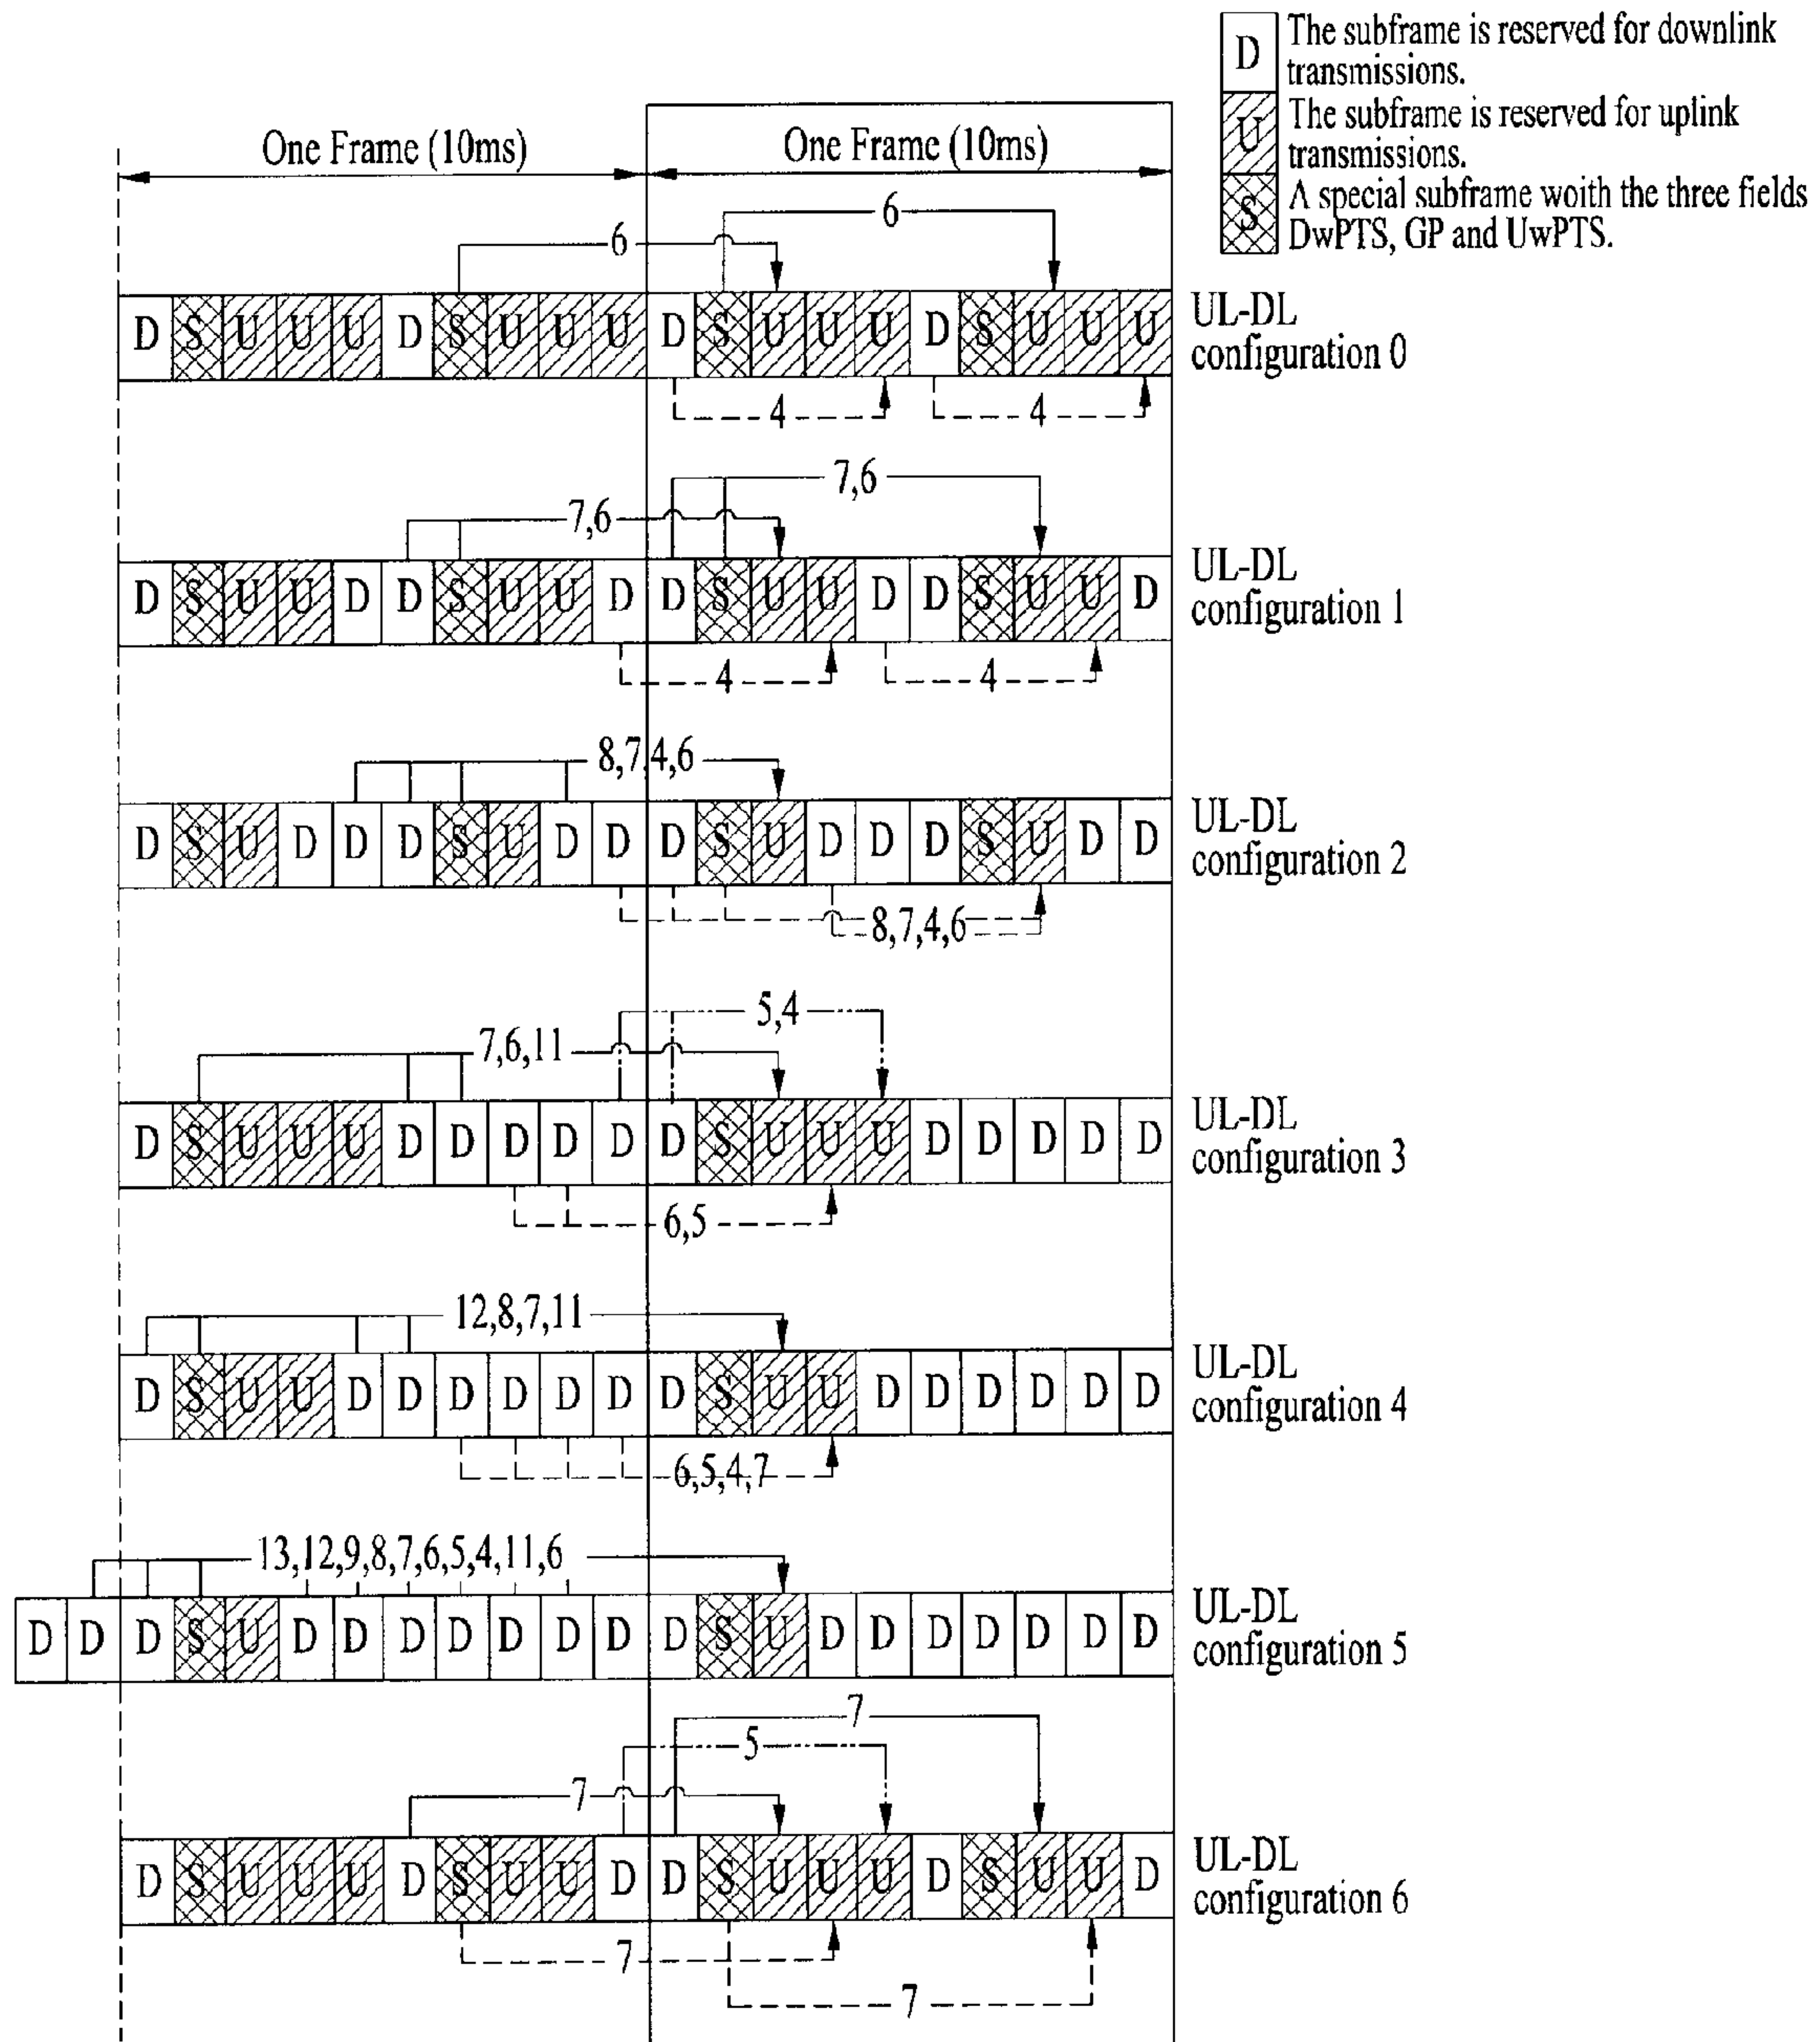 D The subframe is reserved for downlink
transmissions.
U The subframe is reserved for uplink
transmissions.
S A special subframe woith the three fields
DwPTS, GP and UwPTS.
One Frame (10ms) One Frame (10ms)
6
6
D S U U U D S U U U D S U U U D S U U U
UL-DL
configuration 0
4 4
7,6
7,6
D S U U D D S U U D D S U U D D S U U D
UL-DL
configuration 1
4 4
8,7,4,6
D S U D D D S U D D D S U D D D S U D D
UL-DL
configuration 2
8,7,4,6
5,4
7,6,11
D S U U U D D D D D D S U U U D D D D D
UL-DL
configuration 3
6,5
12,8,7,11
D S U U D D D D D D D S U U D D D D D D
UL-DL
configuration 4
6,5,4,7
13,12,9,8,7,6,5,4,11,6
D D D S U D D D D D D D D S U D D D D D D D
UL-DL
configuration 5
7
5
7
D S U U U D S U U D D S U U U D S U U D
UL-DL
configuration 6
7
7